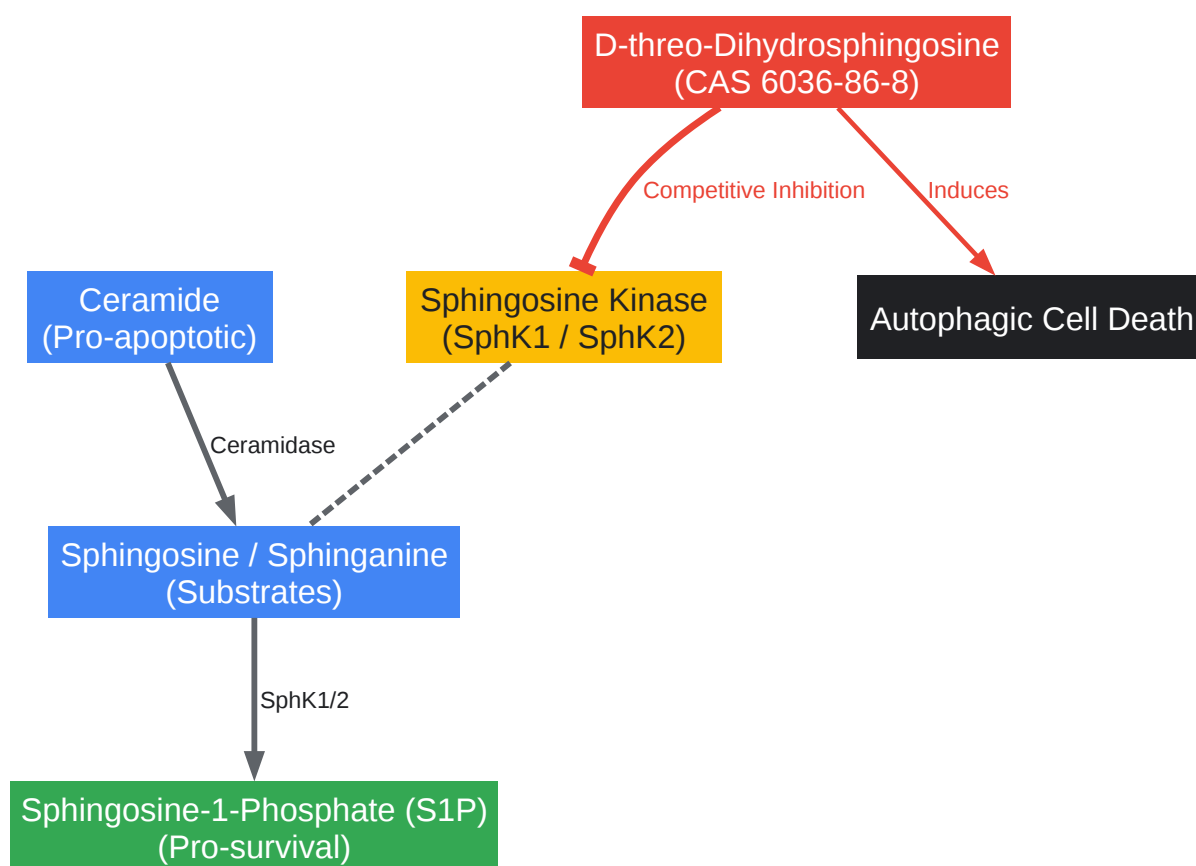 D-threo-Dihydrosphingosine
(CAS 6036-86-8)
Competitive Inhibition
Induces
Ceramide
(Pro-apoptotic)
Sphingosine Kinase
(SphK1 / SphK2)
Autophagic Cell Death
Ceramidase
Sphingosine / Sphinganine
(Substrates)
SphK1/2
Sphingosine-1-Phosphate (S1P)
(Pro-survival)